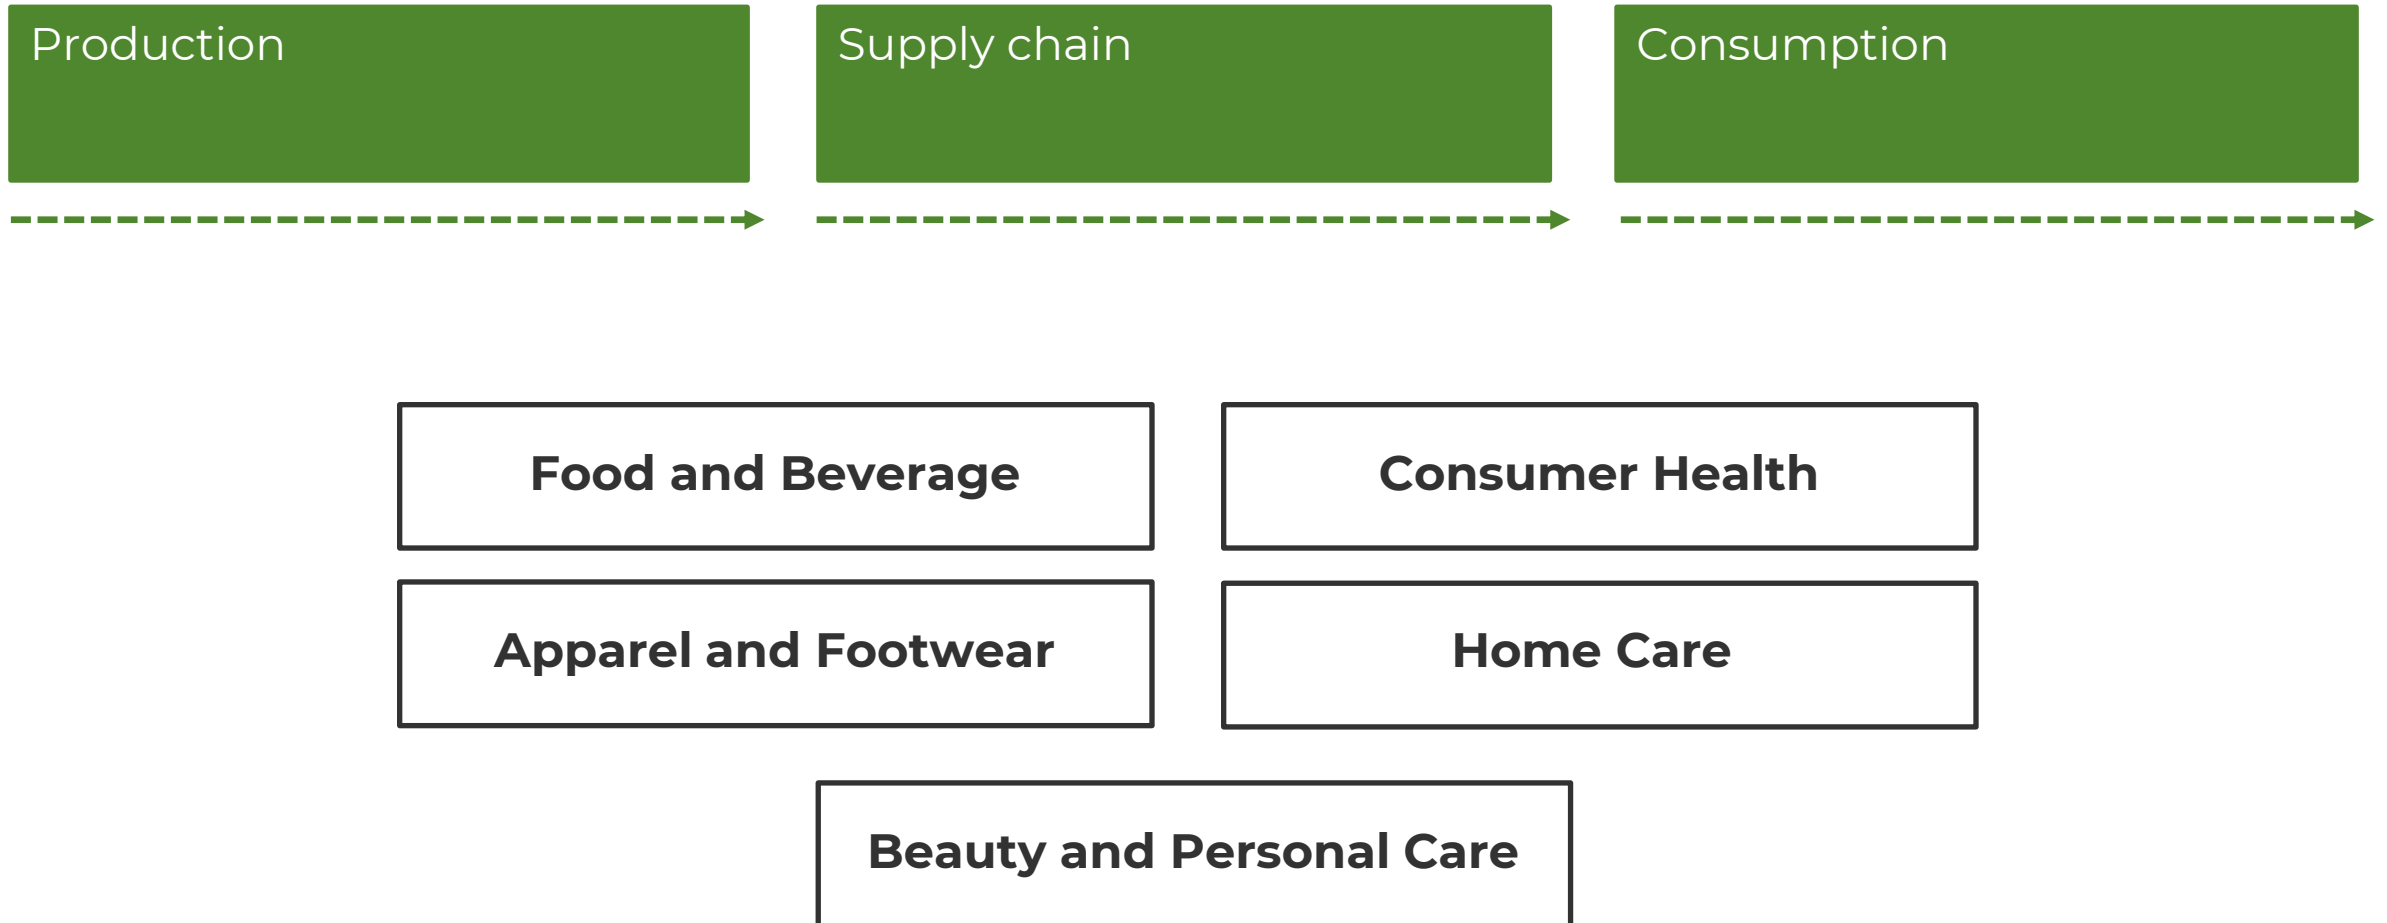 Production
Supply chain
Consumption
Food and Beverage
Consumer Health
Apparel and Footwear
Home Care
Beauty and Personal Care